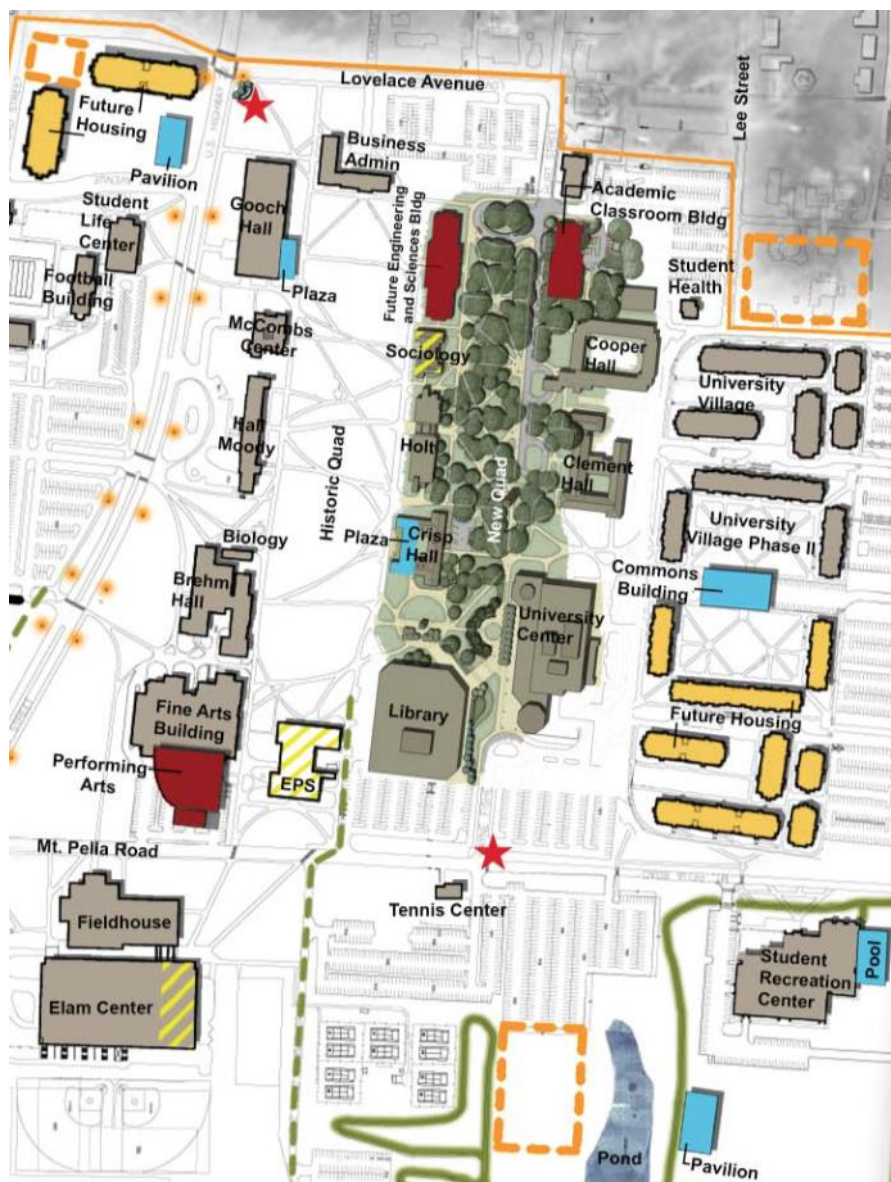 Lovelace Avenue
Lee Street
U.S. HIGHWAY
Future
Housing
Pavilion
Business
Admin
Gooch
Hall
Plaza
Student
Life
Center
Football
Building
McCombs
Center
Future Engineering
and Sciences Bldg
Academic
Classroom Bldg
Student
Health
Sociology
Cooper
Hall
University
Village
Hall
Moody
Historic Quad
Holt
New Quad
Clement
Hall
Biology
Plaza
Crisp
Hall
University
Village Phase II
Commons
Building
Brehm
Hall
University
Center
Fine Arts
Building
Library
Future Housing
Performing
Arts
EPS
STREET
Mt. Pelia Road
Tennis Center
Fieldhouse
Elam Center
Student
Recreation
Center
Pool
Pond
Pavilion